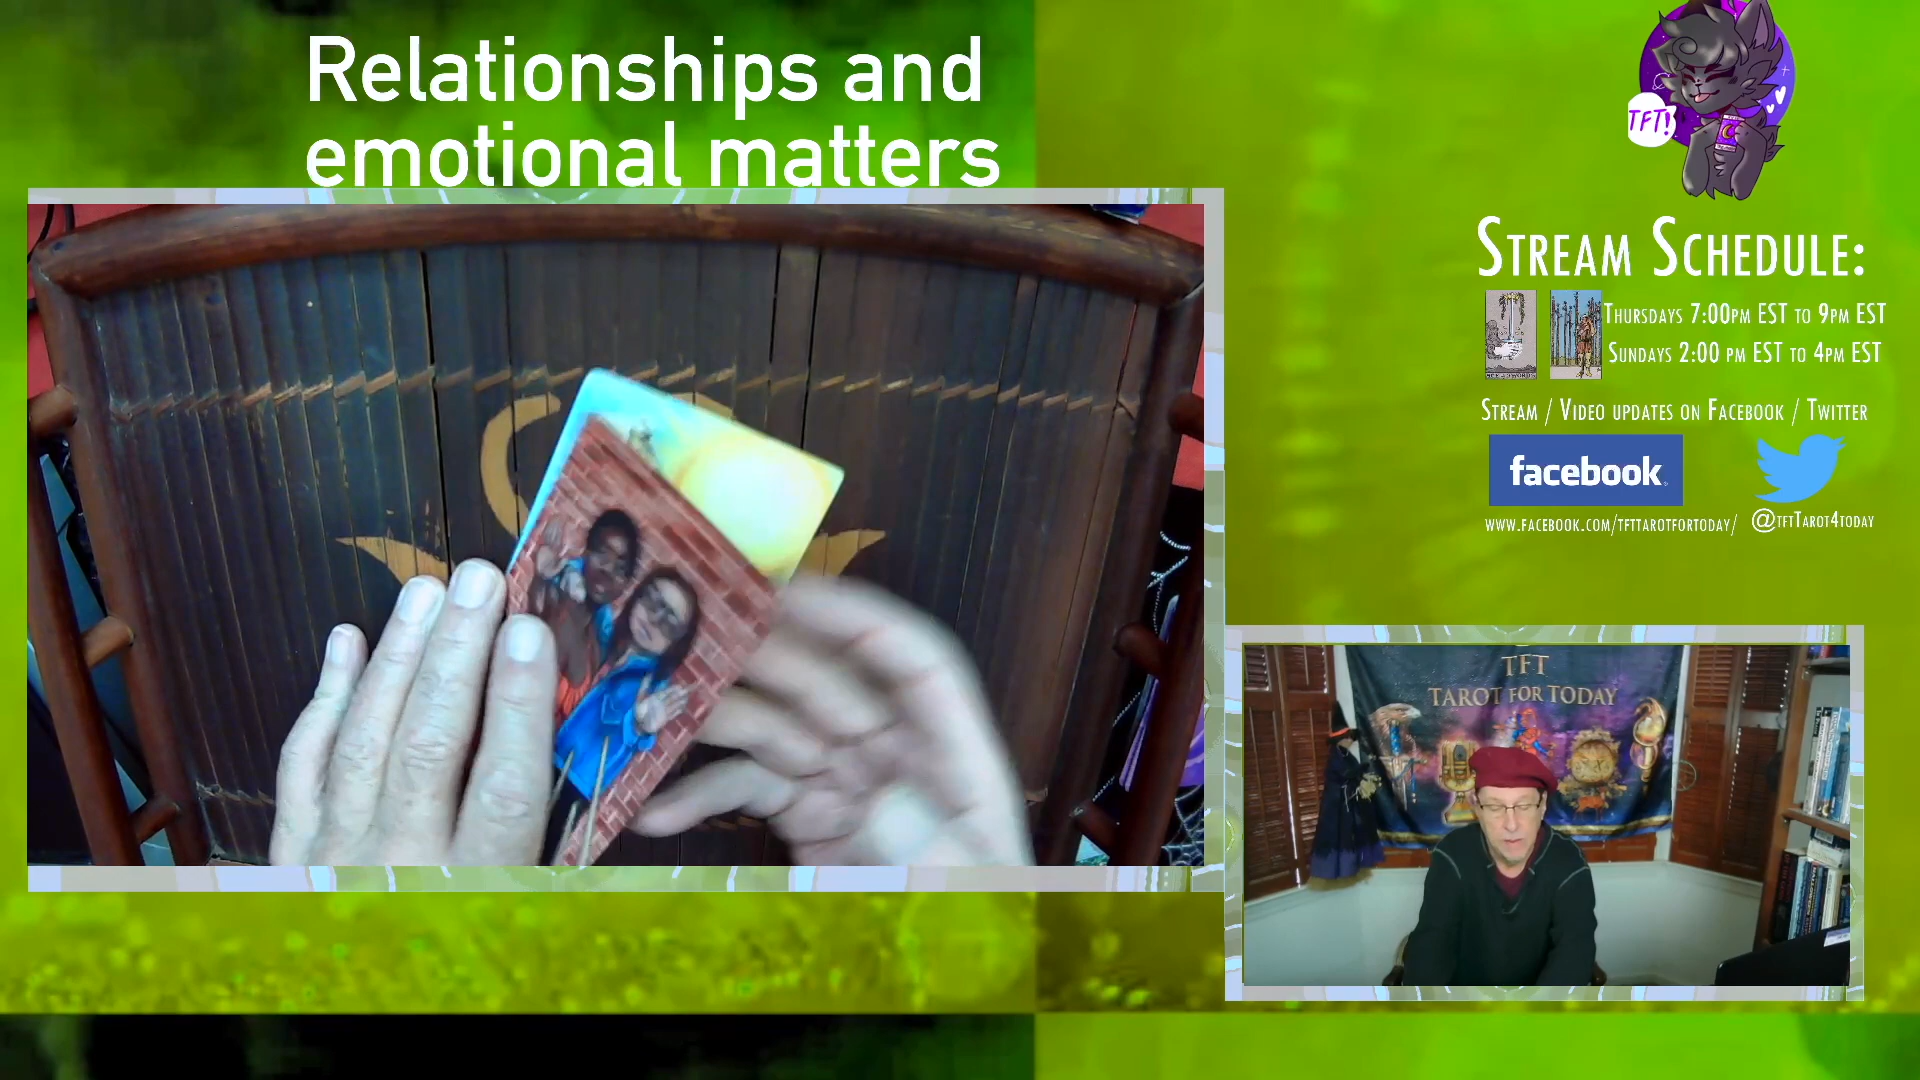 Relationships and
emotional matters
TFT!
STREAM SCHEDULE:
THURSDAYS 7:00PM EST TO 9PM EST
SUNDAYS 2:00 PM EST TO 4PM EST
STREAM / VIDEO UPDATES ON FACEBOOK / TWITTER
facebook
WWW.FACEBOOK.COM/TFTTAROTFORTODAY/
@TFTTAROT4TODAY
TFT
TAROT FOR TODAY